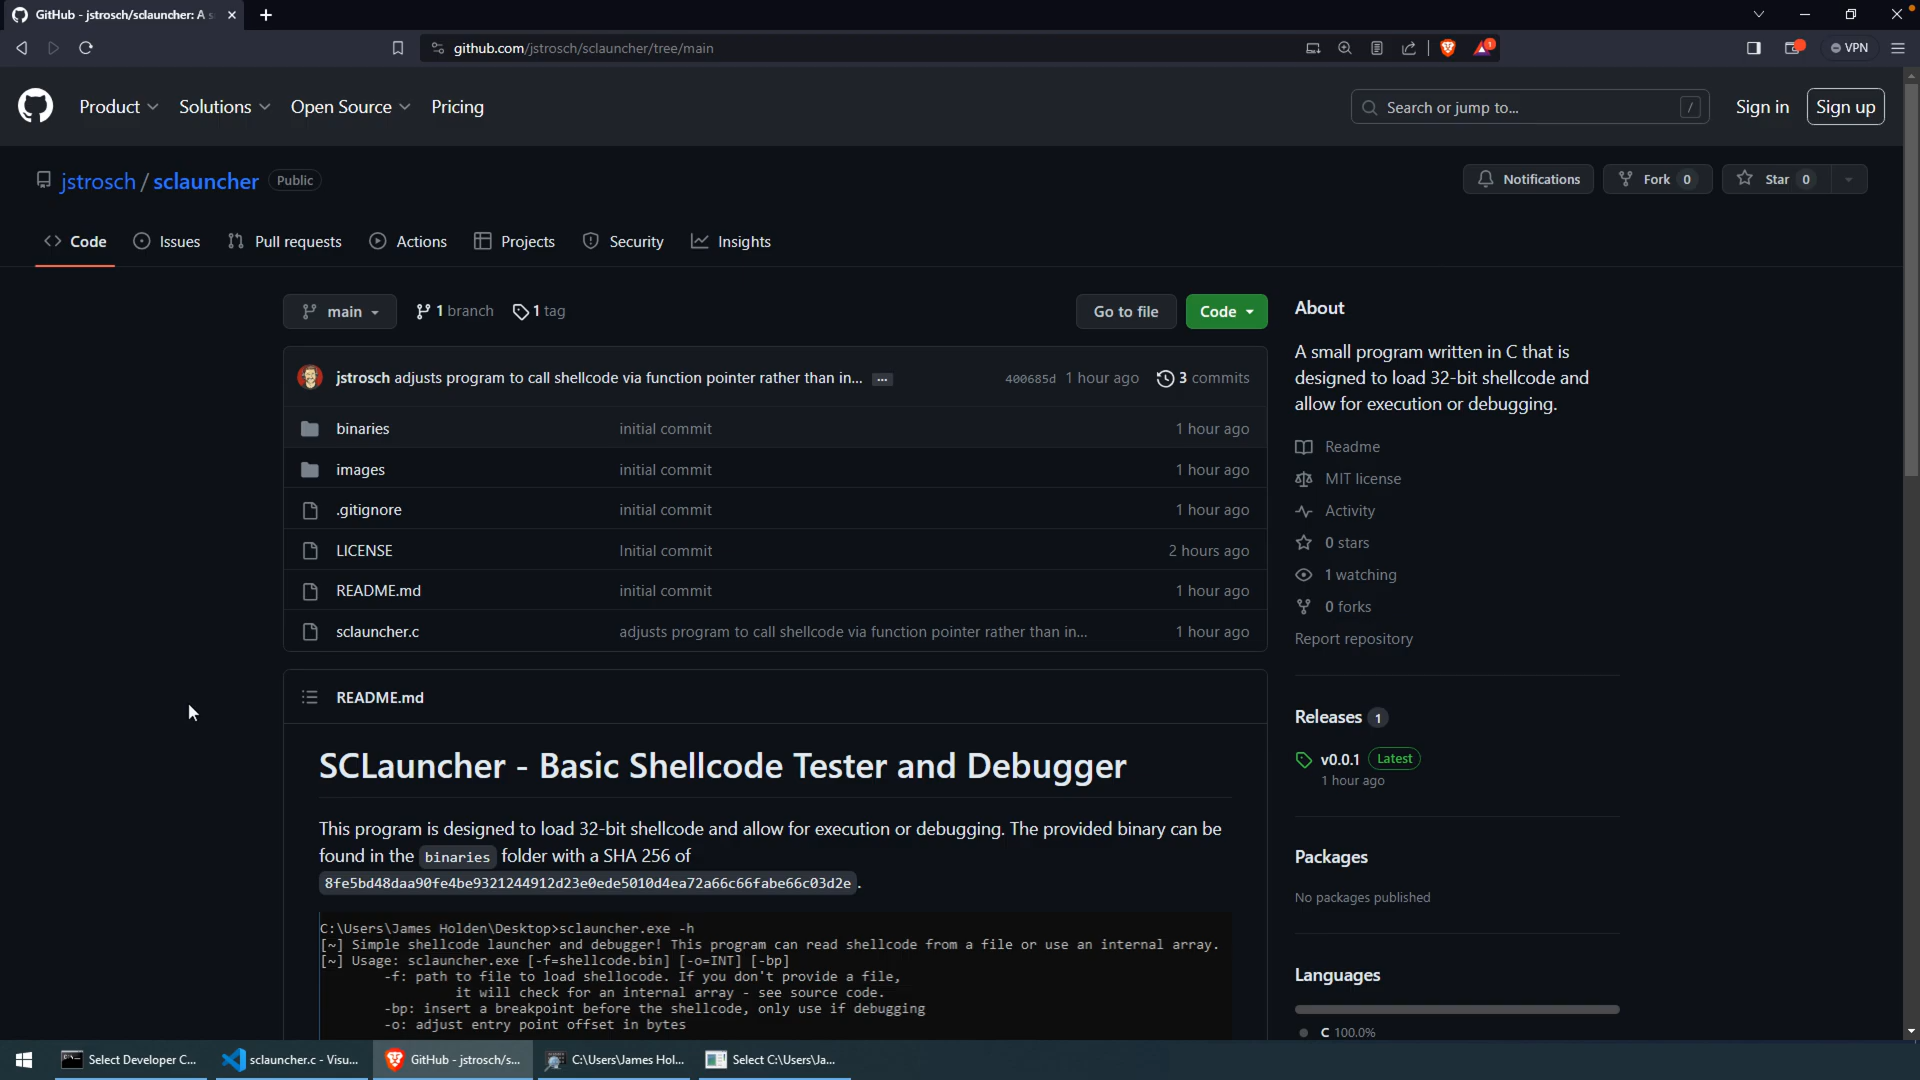 GitHub - jstrosch/sclauncher: A s
github.com/jstrosch/sclauncher/tree/main
1
VPN
Product
Solutions
Open Source
Pricing
Search or jump to...
/
Sign in
Sign up
jstrosch / sclauncher
Public
Notifications
Fork 0
Star 0
Code
Issues
Pull requests
Actions
Projects
Security
Insights
main
1 branch
1 tag
Go to file
Code
jstrosch adjusts program to call shellcode via function pointer rather than in... ...
400685d 1 hour ago
3 commits
binaries initial commit 1 hour ago
images initial commit 1 hour ago
.gitignore initial commit 1 hour ago
LICENSE Initial commit 2 hours ago
README.md initial commit 1 hour ago
sclauncher.c adjusts program to call shellcode via function pointer rather than in... 1 hour ago
README.md
SCLauncher - Basic Shellcode Tester and Debugger
This program is designed to load 32-bit shellcode and allow for execution or debugging. The provided binary can be
found in the binaries folder with a SHA 256 of
8fe5bd48daa90fe4be9321244912d23e0ede5010d4ea72a66c66fabe66c03d2e .
C:\Users\James Holden\Desktop>sclauncher.exe -h
[~] Simple shellcode launcher and debugger! This program can read shellcode from a file or use an internal array.
[~] Usage: sclauncher.exe [-f=shellcode.bin] [-o=INT] [-bp]
-f: path to file to load shellocode. If you don't provide a file,
it will check for an internal array - see source code.
-bp: insert a breakpoint before the shellcode, only use if debugging
-o: adjust entry point offset in bytes
About
A small program written in C that is
designed to load 32-bit shellcode and
allow for execution or debugging.
Readme
MIT license
Activity
0 stars
1 watching
0 forks
Report repository
Releases 1
v0.0.1 Latest
1 hour ago
Packages
No packages published
Languages
C 100.0%
Select Developer C...
sclauncher.c - Visu...
GitHub - jstrosch/s...
C:\Users\James Hol...
Select C:\Users\Ja...